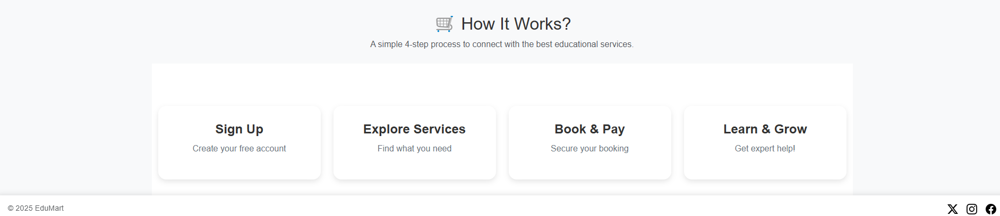 How It Works?
A simple 4-step process to connect with the best educational services.
Sign Up
Create your free account
Explore Services
Find what you need
Book & Pay
Secure your booking
Learn & Grow
Get expert help!
© 2025 EduMart